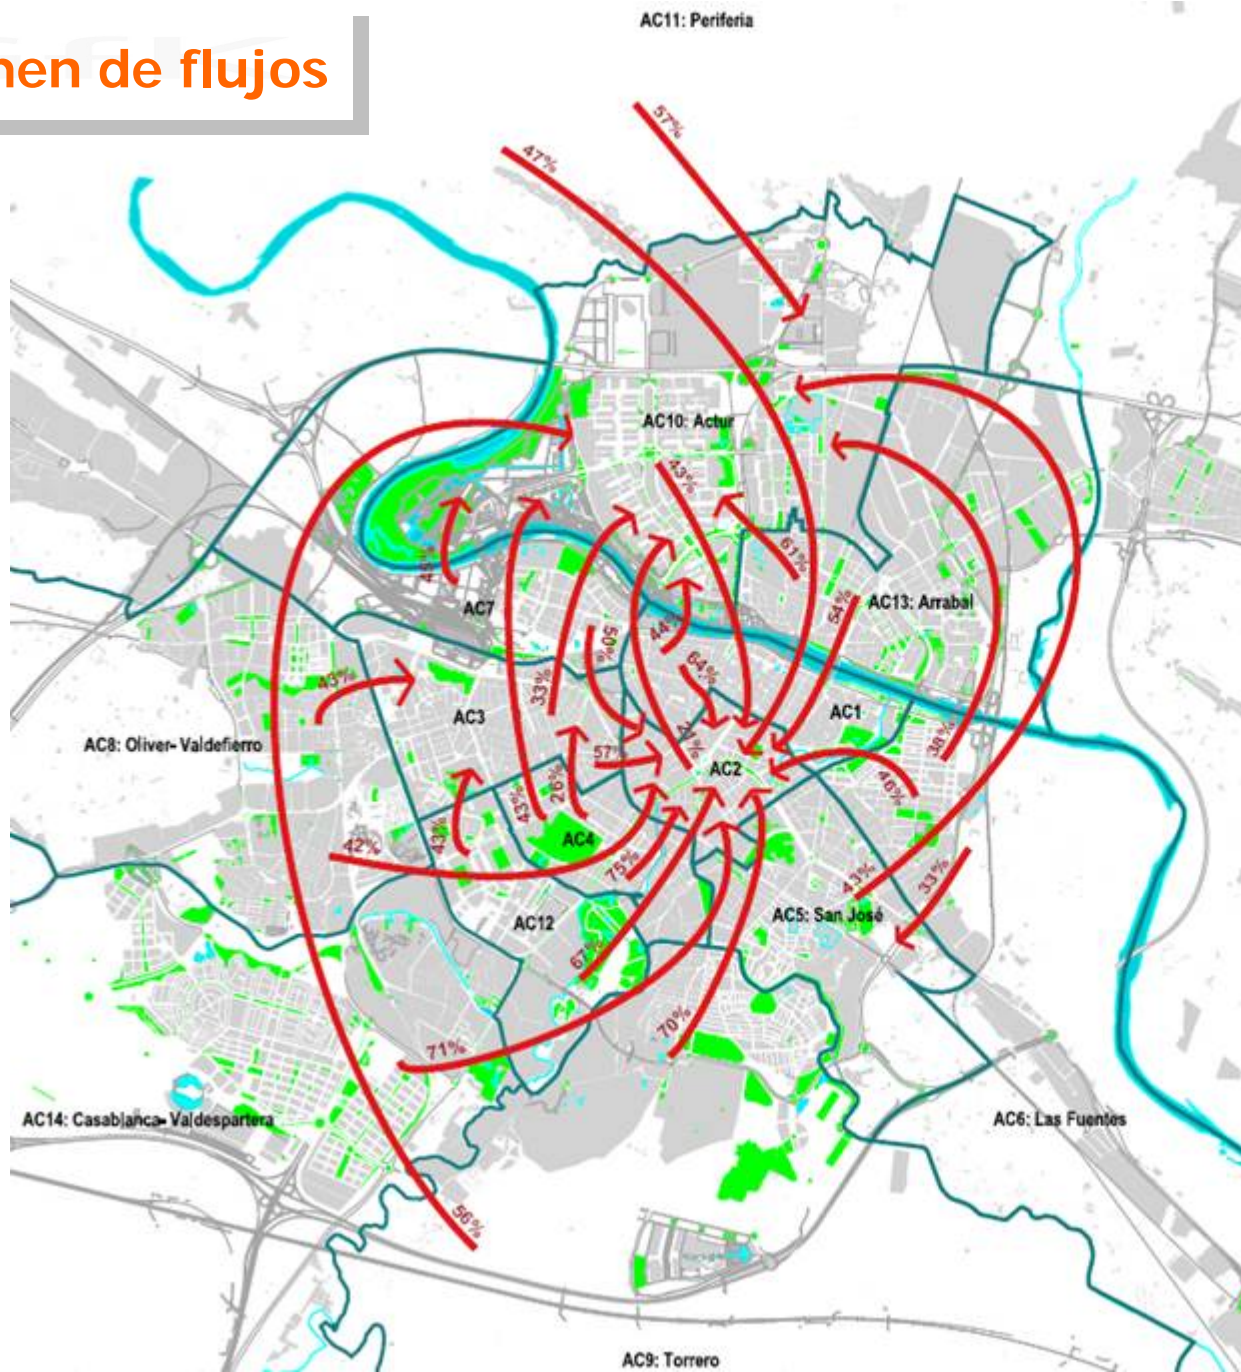 AC11: Periferia
nen de flujos
57%
47%
AC10: Actur
43%
61%
45%
AC7
54%
AC13: Arrabal
44%
50%
64%
43%
33%
AC3
21%
AC1
AC8: Oliver- Valdefierro
38%
57%
AC2
46%
26%
43%
43%
AC4
42%
75%
43%
33%
AC12
AC5: San José
67%
70%
71%
AC14: Casablanca- Valdespartera
AC6: Las Fuentes
56%
AC9: Torrero